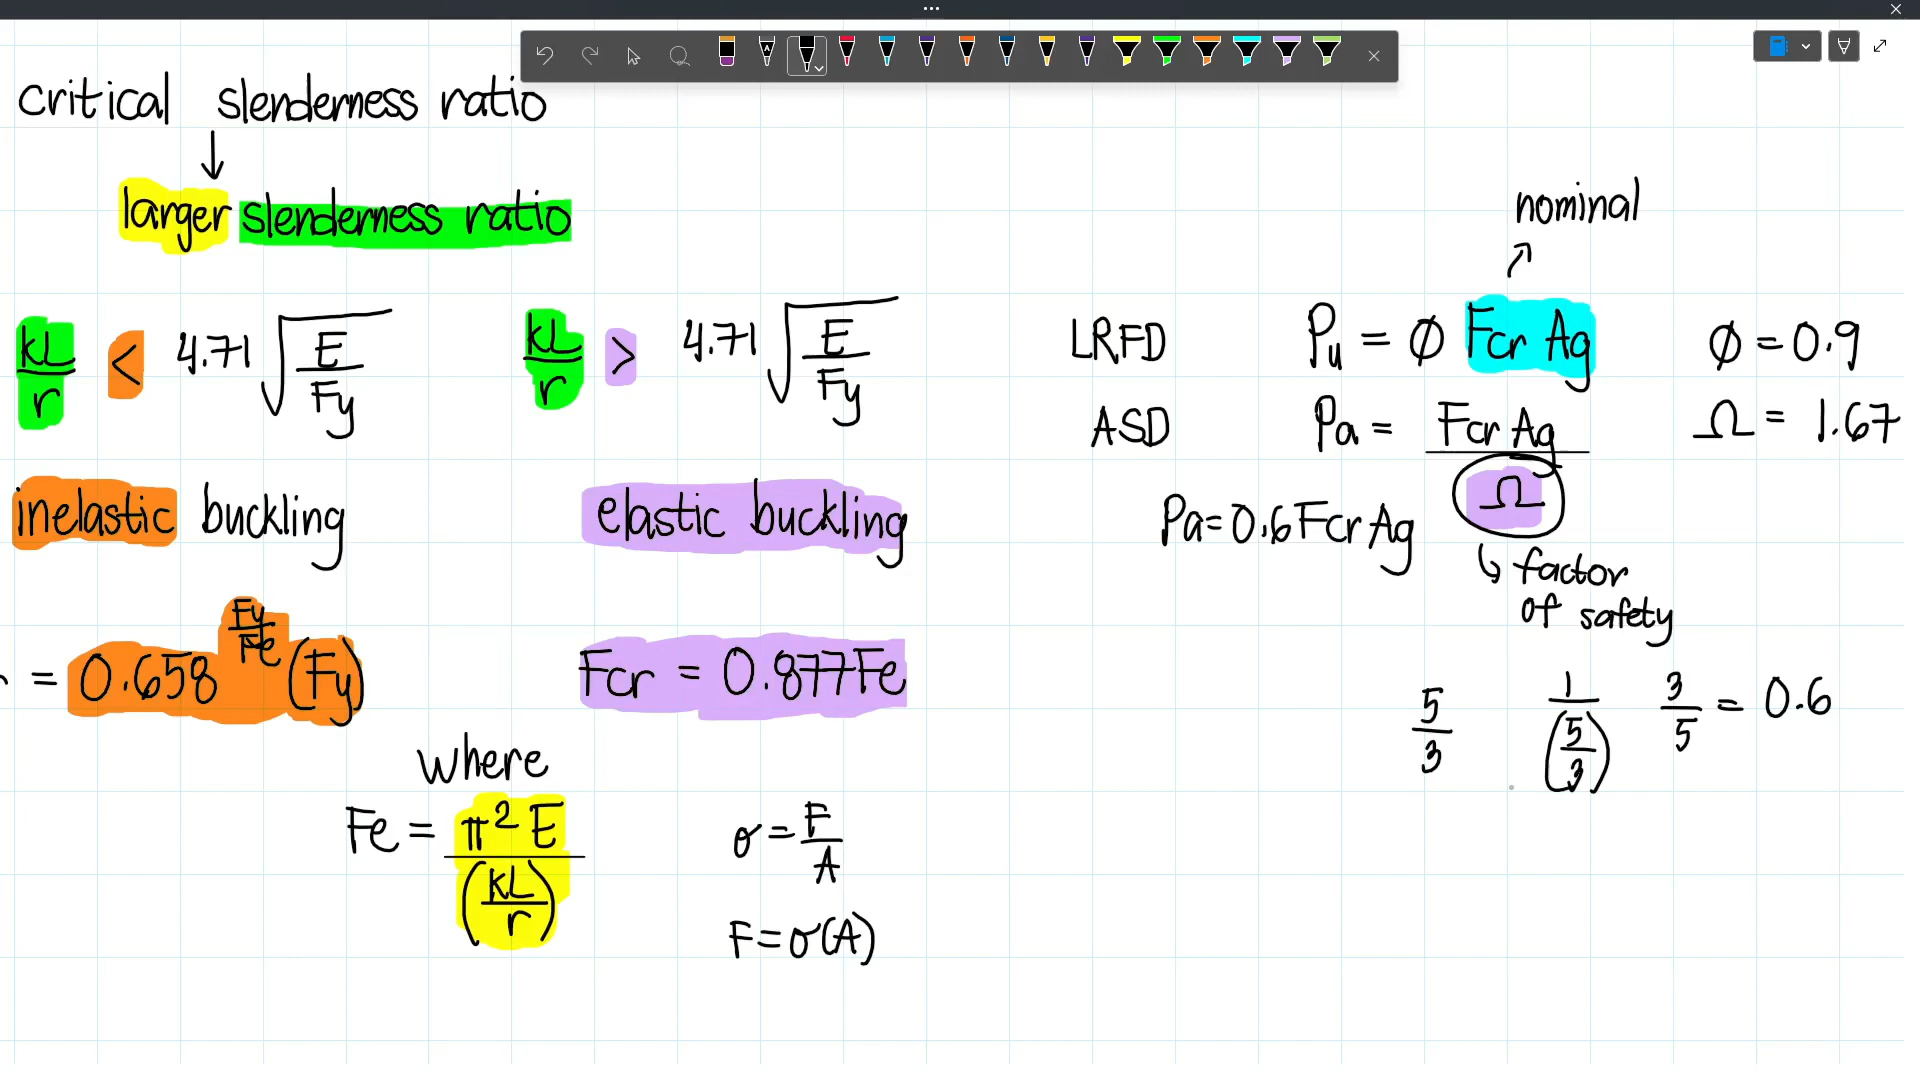 critical slenderness ratio
↓
larger slenderness ratio
kL/r < 4.71 √(E/Fy)
kL/r > 4.71 √(E/Fy)
inelastic buckling
elastic buckling
= 0.658^(Fy/Fe) (Fy)
Fcr = 0.877Fe
where
Fe = π² E / (kL/r)
σ = F/A
F = σ(A)
nominal
LRFD Pu = ∅ Fcr Ag ∅ = 0.9
ASD Pa = Fcr Ag / Ω Ω = 1.67
Pa = 0.6 Fcr Ag
↳ factor
of safety
5/3 1/(5/3) 3/5 = 0.6